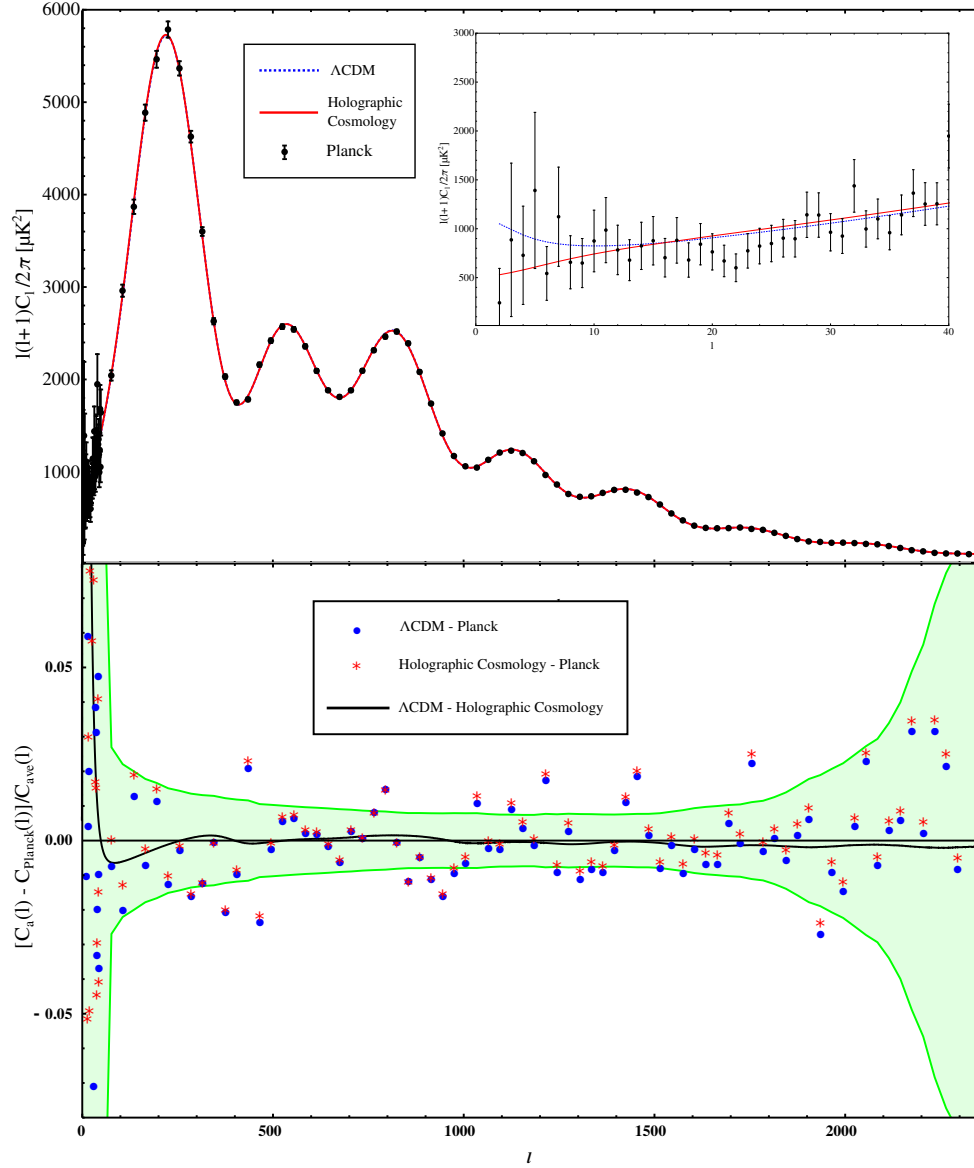 6000
5000
4000
3000
2000
1000
l(l+1)C_l/2π [μK²]
ΛCDM
Holographic
Cosmology
Planck
3000
2500
2000
1500
1000
500
l(l+1)C_l/2π [μK²]
0
10
20
30
40
l
0.05
0.00
- 0.05
[C_a(l) - C_Planck(l)]/C_ave(l)
ΛCDM - Planck
Holographic Cosmology - Planck
ΛCDM - Holographic Cosmology
0
500
1000
1500
2000
l